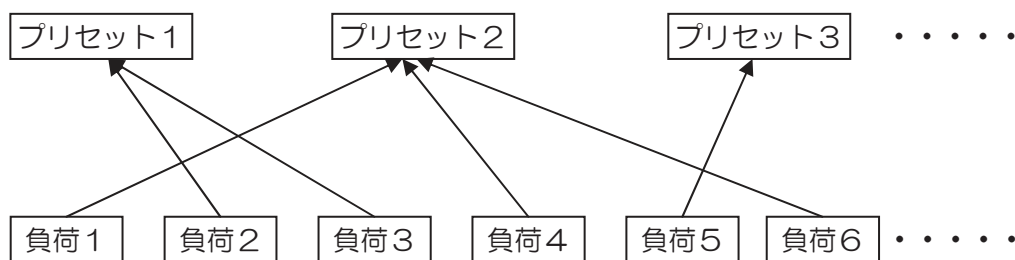 プリセット１ プリセット２ プリセット３ ・・・・・
負荷１ 負荷２ 負荷３ 負荷４ 負荷５ 負荷６ ・・・・・